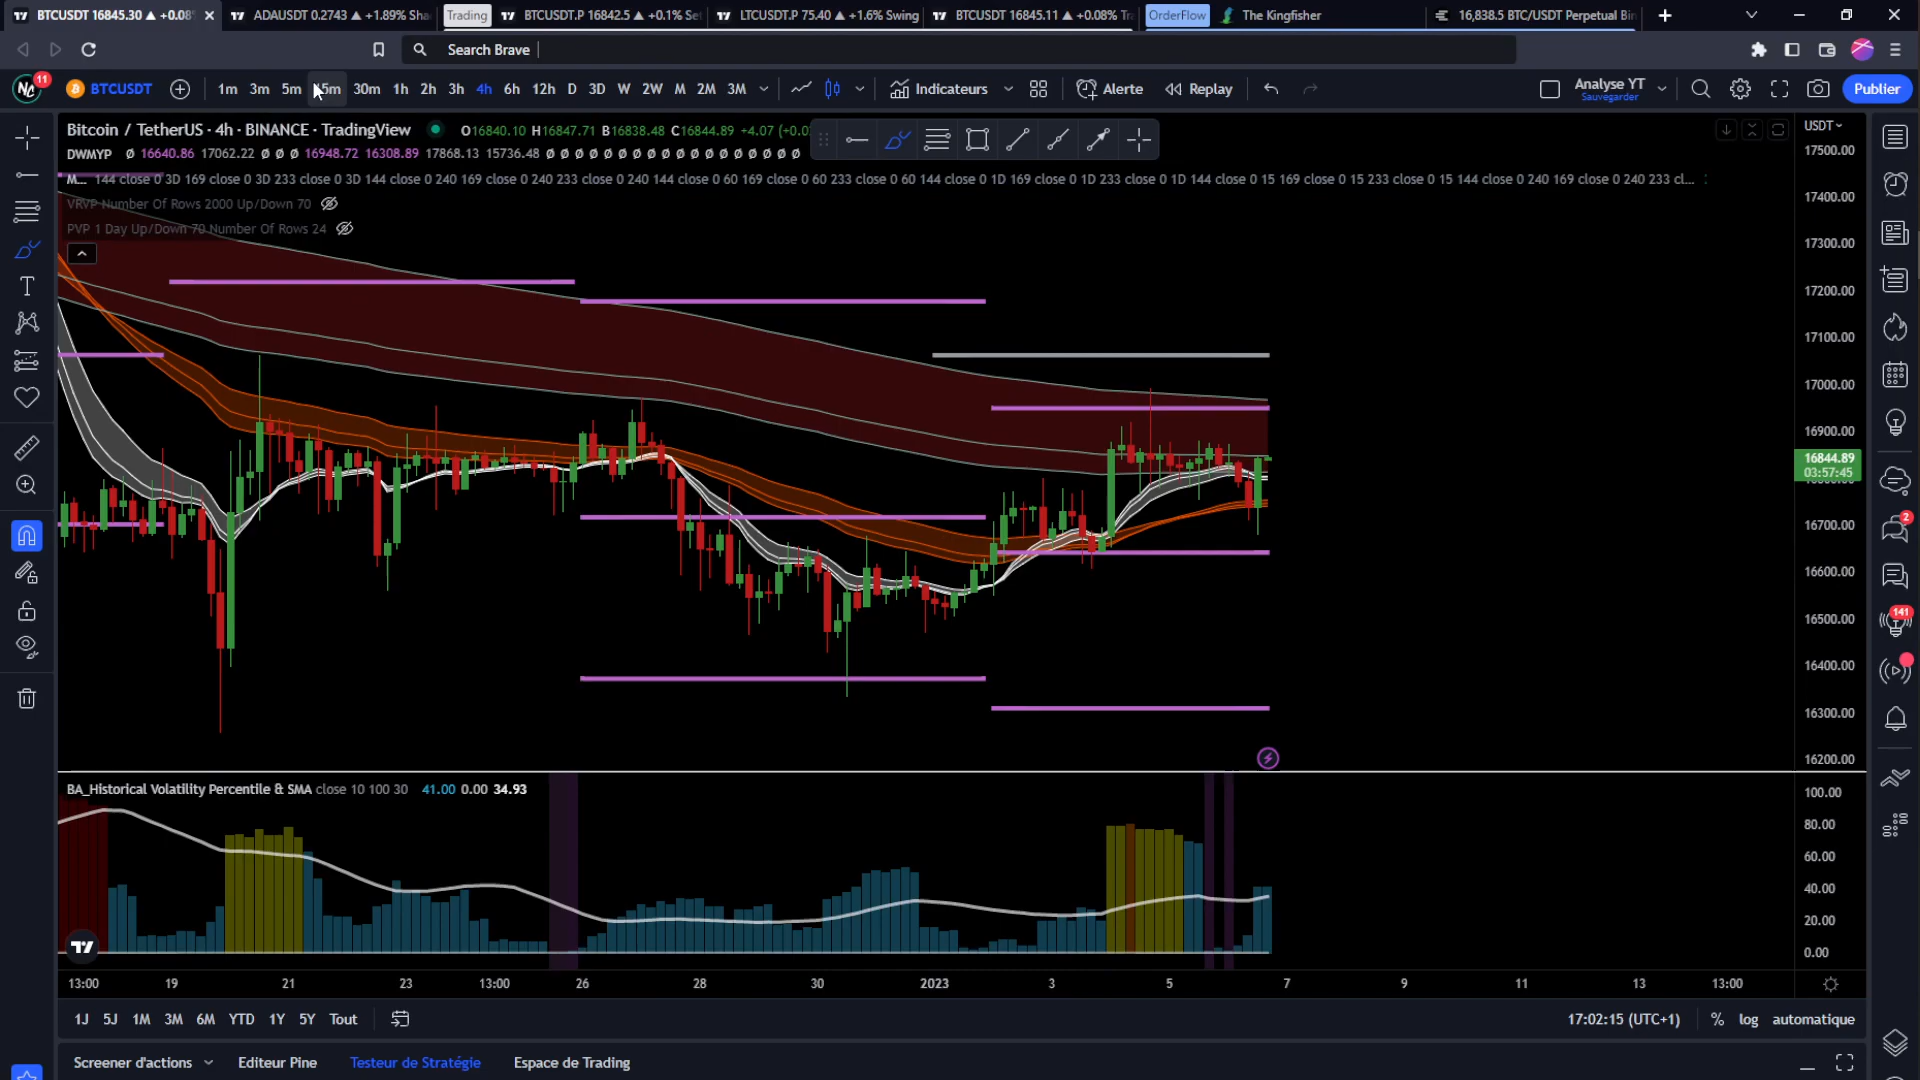 BTCUSDT 16845.30 ▲ +0.08
ADAUSDT 0.2743 ▲ +1.89% Sha
Trading
BTCUSDT.P 16842.5 ▲ +0.1% Se
LTCUSDT.P 75.40 ▲ +1.6% Swing
BTCUSDT 16845.11 ▲ +0.08% Tr
OrderFlow
The Kingfisher
16,838.5 BTC/USDT Perpetual Bin
Search Brave
11
BTCUSDT
1m 3m 5m 15m 30m 1h 2h 3h 4h 6h 12h D 3D W 2W M 2M 3M
Indicateurs
Alerte
Replay
Analyse YT
Sauvegarder
Publier
Bitcoin / TetherUS · 4h · BINANCE · TradingView
O16840.10 H16847.71 B16838.48 C16844.89 +4.07 (+0.0
USDT
DWMYP Ø 16640.86 17062.22 Ø Ø Ø 16948.72 16308.89 17868.13 15736.48 Ø Ø Ø Ø Ø Ø Ø Ø Ø Ø Ø Ø Ø Ø Ø Ø Ø Ø Ø Ø Ø Ø
M... 144 close 0 3D 169 close 0 3D 233 close 0 3D 144 close 0 240 169 close 0 240 233 close 0 240 144 close 0 60 169 close 0 60 233 close 0 60 144 close 0 1D 169 close 0 1D 233 close 0 1D 144 close 0 15 169 close 0 15 233 close 0 15 144 close 0 240 169 close 0 240 233 cl...
VRVP Number Of Rows 2000 Up/Down 70
PVP 1 Day Up/Down 70 Number Of Rows 24
17500.00
17400.00
17300.00
17200.00
17100.00
17000.00
16900.00
16844.89
03:57:45
16700.00
16600.00
16500.00
16400.00
16300.00
16200.00
2
141
BA_Historical Volatility Percentile & SMA close 10 100 30 41.00 0.00 34.93
100.00
80.00
60.00
40.00
20.00
0.00
13:00 19 21 23 13:00 26 28 30 2023 3 5 7 9 11 13 13:00
1J 5J 1M 3M 6M YTD 1Y 5Y Tout
17:02:15 (UTC+1)
% log automatique
Screener d'actions
Editeur Pine
Testeur de Stratégie
Espace de Trading